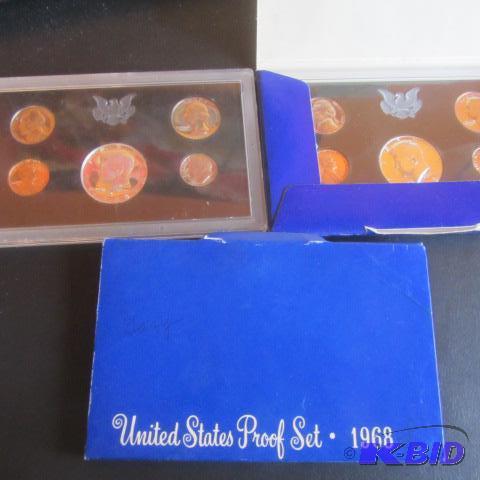 United States Proof Set · 1968
© K-BID